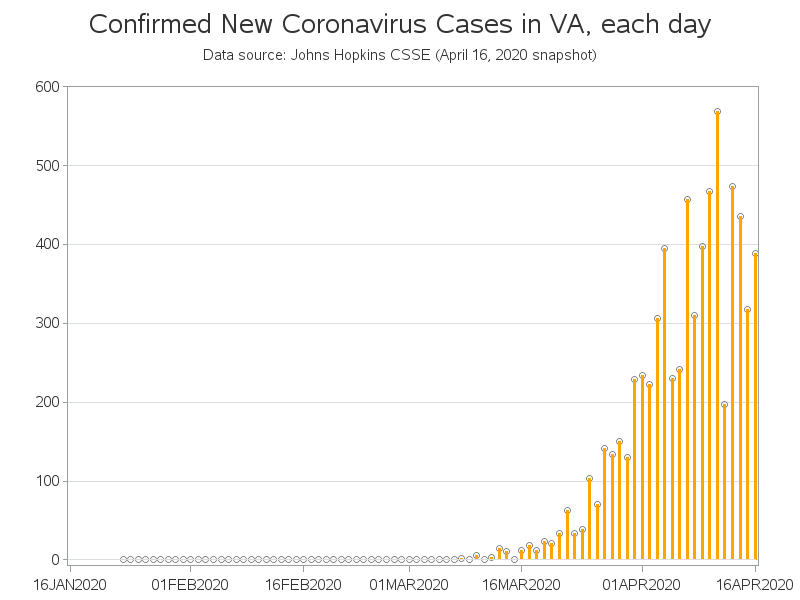 Confirmed New Coronavirus Cases in VA, each day
Data source: Johns Hopkins CSSE (April 16, 2020 snapshot)
600
500
400
300
200
100
0
16JAN2020 01FEB2020 16FEB2020 01MAR2020 16MAR2020 01APR2020 16APR2020